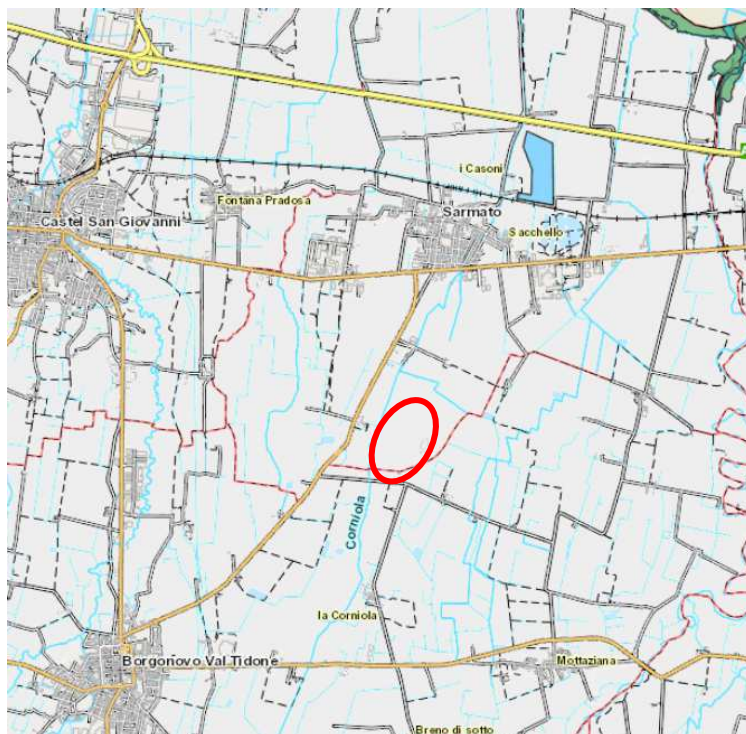 i Casoni
Fontana Pradosa
Sarmato
Castel San Giovanni
Sacchello
Corniola
la Corniola
Borgonovo Val Tidone
Mottaziana
Breno di sotto